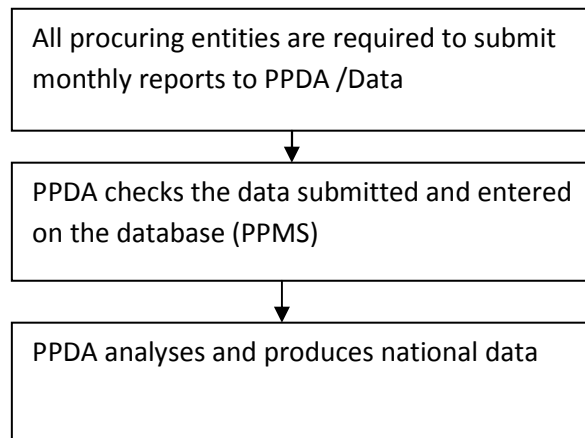 All procuring entities are required to submit
monthly reports to PPDA /Data
PPDA checks the data submitted and entered
on the database (PPMS)
PPDA analyses and produces national data